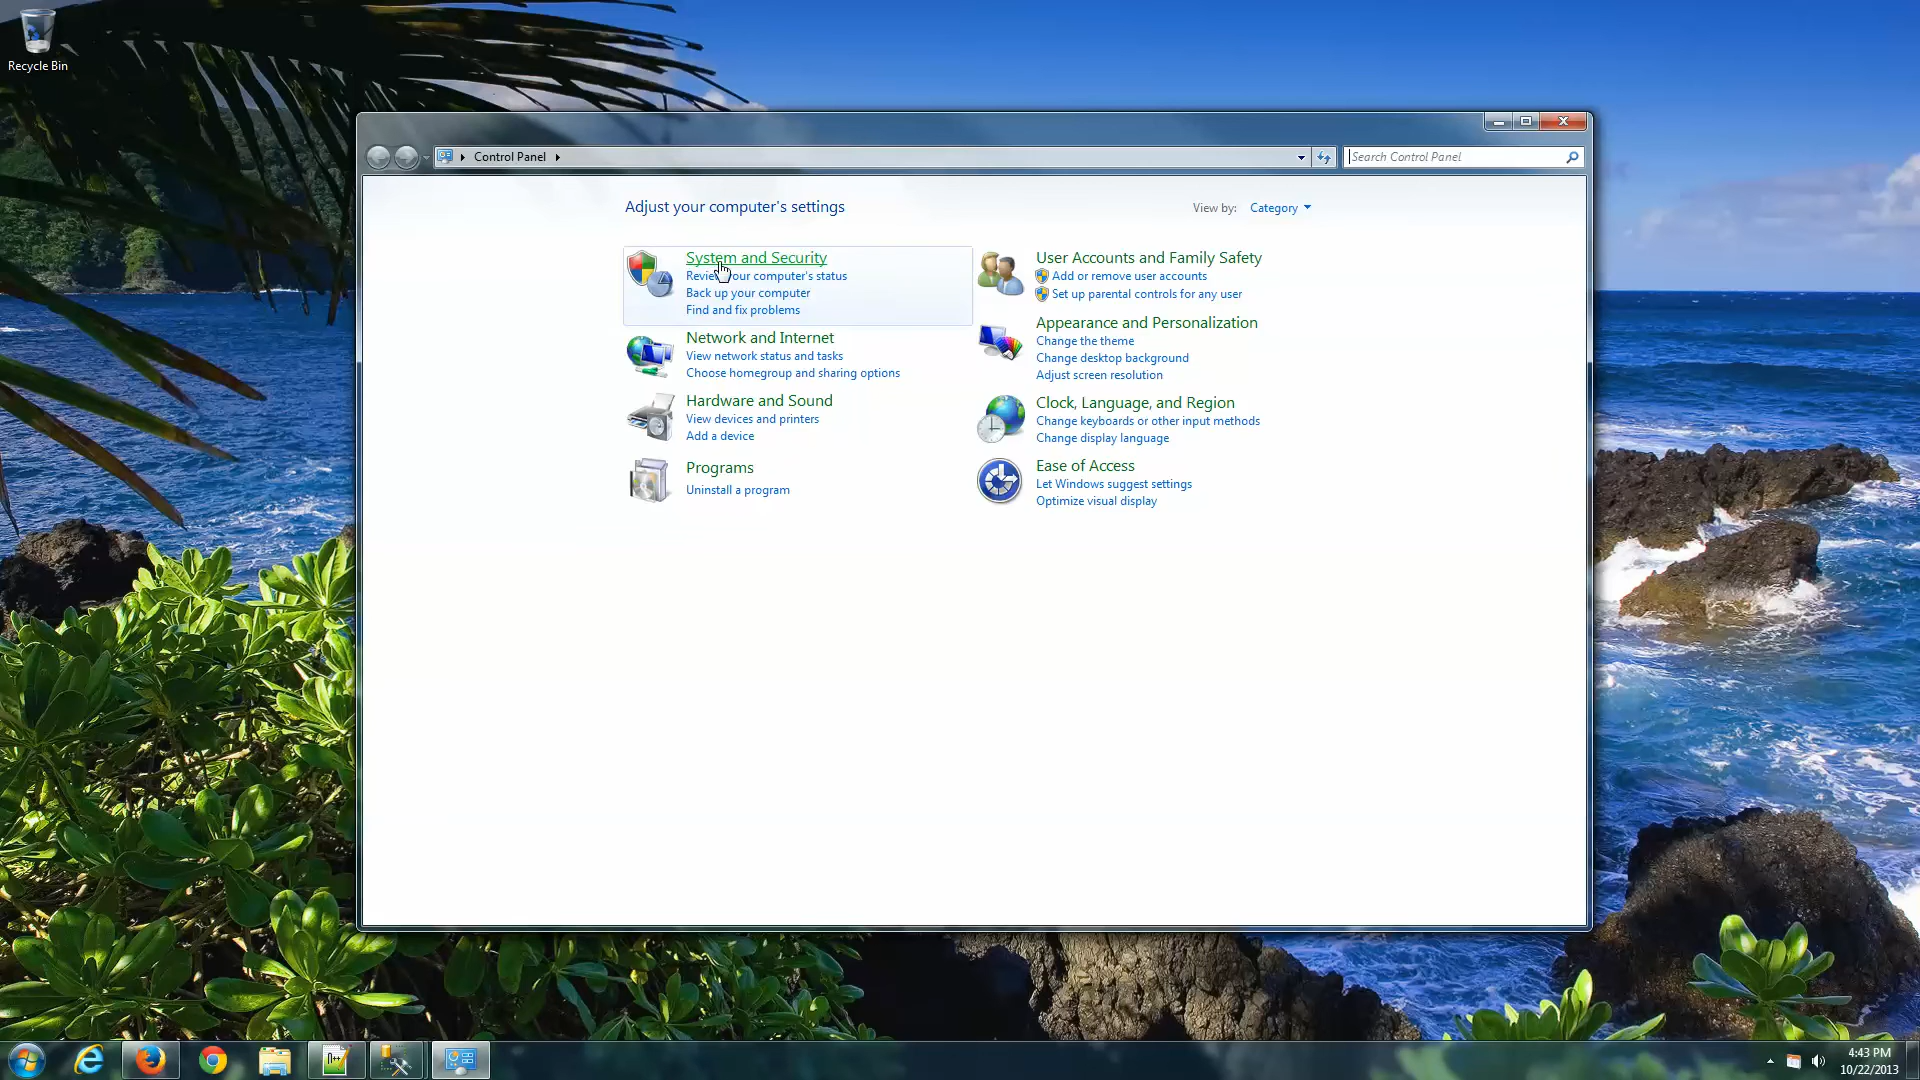 Recycle Bin
Control Panel
Search Control Panel
Adjust your computer's settings
View by: Category
System and Security
Review your computer's status
Back up your computer
Find and fix problems
Network and Internet
View network status and tasks
Choose homegroup and sharing options
Hardware and Sound
View devices and printers
Add a device
Programs
Uninstall a program
User Accounts and Family Safety
Add or remove user accounts
Set up parental controls for any user
Appearance and Personalization
Change the theme
Change desktop background
Adjust screen resolution
Clock, Language, and Region
Change keyboards or other input methods
Change display language
Ease of Access
Let Windows suggest settings
Optimize visual display
4:43 PM
10/22/2013